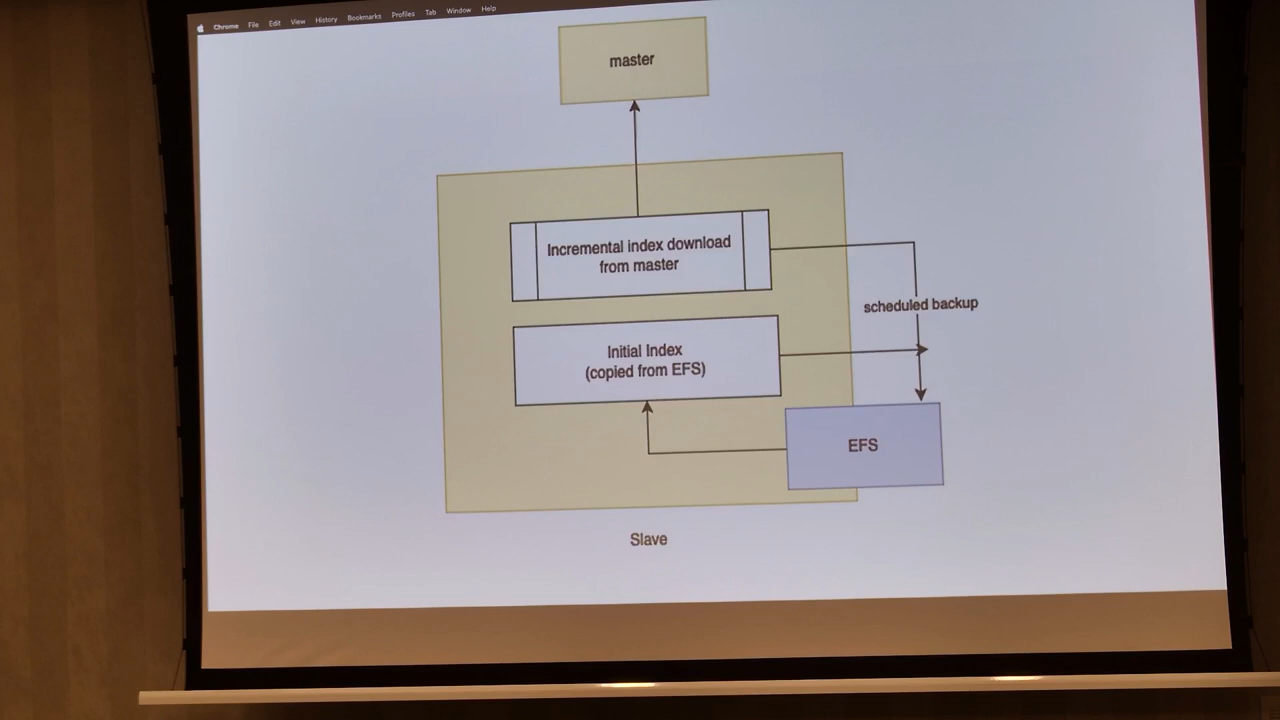 Chrome File Edit View History Bookmarks Profiles Tab Window Help
master
Incremental index download
from master
scheduled backup
Initial Index
(copied from EFS)
EFS
Slave